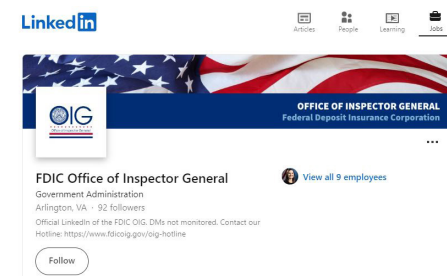 Linked in
Articles
People
Learning
Jobs
OFFICE OF INSPECTOR GENERAL
Federal Deposit Insurance Corporation
OIG
FDIC Office of Inspector General
View all 9 employees
Government Administration
Arlington, VA · 92 followers
Official LinkedIn of the FDIC OIG. DMs not monitored. Contact our
Hotline: https://www.fdicoig.gov/oig-hotline
Follow